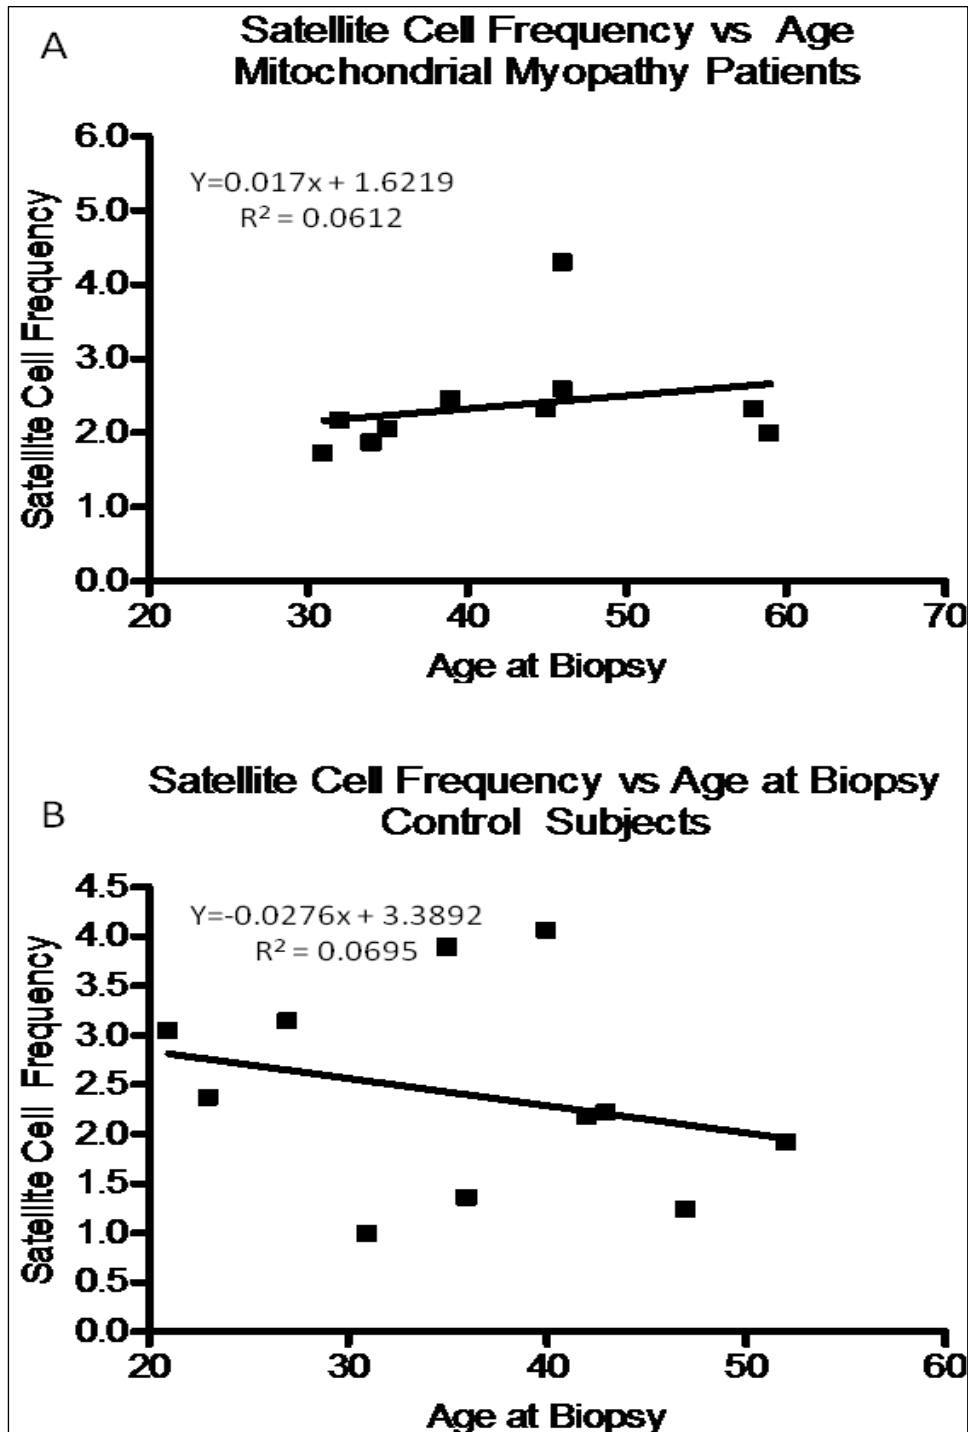 A
Satellite Cell Frequency vs Age
Mitochondrial Myopathy Patients
6.0
5.0
4.0
3.0
2.0
1.0
0.0
Y=0.017x + 1.6219
R² = 0.0612
Satellite Cell Frequency
20 30 40 50 60 70
Age at Biopsy
B
Satellite Cell Frequency vs Age at Biopsy
Control Subjects
4.5
4.0
3.5
3.0
2.5
2.0
1.5
1.0
0.5
0.0
Y=-0.0276x + 3.3892
R² = 0.0695
Satellite Cell Frequency
20 30 40 50 60
Age at Biopsy